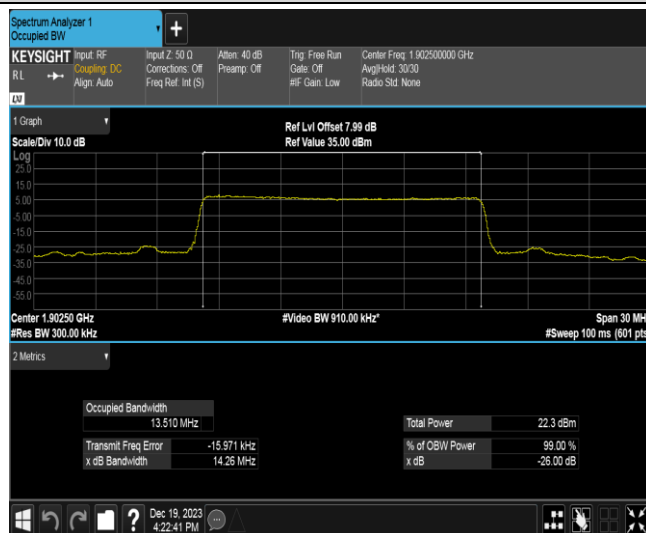 Spectrum Analyzer 1
Occupied BW
+
KEYSIGHT
RL
LXI
Input: RF
Coupling: DC
Align: Auto
Input Z: 50 Ω
Corrections: Off
Freq Ref: Int (S)
Atten: 40 dB
Preamp: Off
Trig: Free Run
Gate: Off
#IF Gain: Low
Center Freq: 1.902500000 GHz
Avg|Hold: 30/30
Radio Std: None
1 Graph
Scale/Div 10.0 dB
Ref Lvl Offset 7.99 dB
Ref Value 35.00 dBm
Log
25.0
15.0
5.00
-5.00
-15.0
-25.0
-35.0
-45.0
-55.0
Center 1.90250 GHz
#Res BW 300.00 kHz
#Video BW 910.00 kHz*
Span 30 MH
#Sweep 100 ms (601 pts
2 Metrics
Occupied Bandwidth
13.510 MHz
Transmit Freq Error -15.971 kHz
x dB Bandwidth 14.26 MHz
Total Power 22.3 dBm
% of OBW Power 99.00 %
x dB -26.00 dB
?
Dec 19, 2023
4:22:41 PM